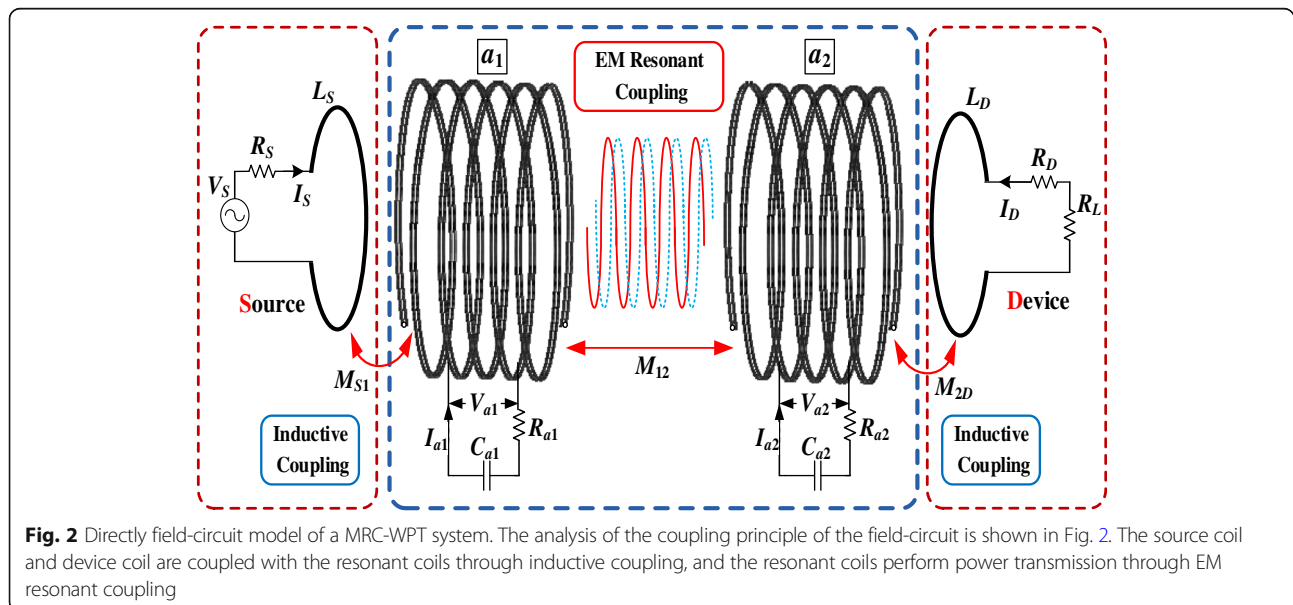 a1
a2
EM Resonant
Coupling
LS
LD
RS
RD
VS
IS
ID
RL
Source
Device
MS1
M12
M2D
Va1
Va2
Inductive
Coupling
Ia1
Ra1
Ca1
Ia2
Ra2
Ca2
Inductive
Coupling
Fig. 2 Directly field-circuit model of a MRC-WPT system. The analysis of the coupling principle of the field-circuit is shown in Fig. 2. The source coil
and device coil are coupled with the resonant coils through inductive coupling, and the resonant coils perform power transmission through EM
resonant coupling